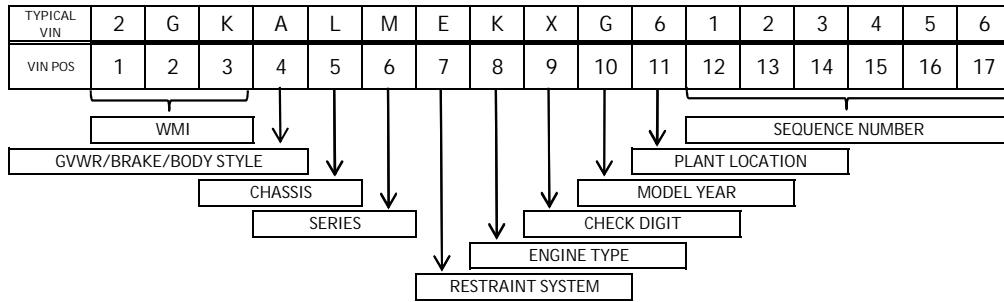 TYPICAL VIN 2 G K A L M E K X G 6 1 2 3 4 5 6
VIN POS 1 2 3 4 5 6 7 8 9 10 11 12 13 14 15 16 17
WMI SEQUENCE NUMBER
GVWR/BRAKE/BODY STYLE PLANT LOCATION
CHASSIS MODEL YEAR
SERIES CHECK DIGIT
ENGINE TYPE
RESTRAINT SYSTEM